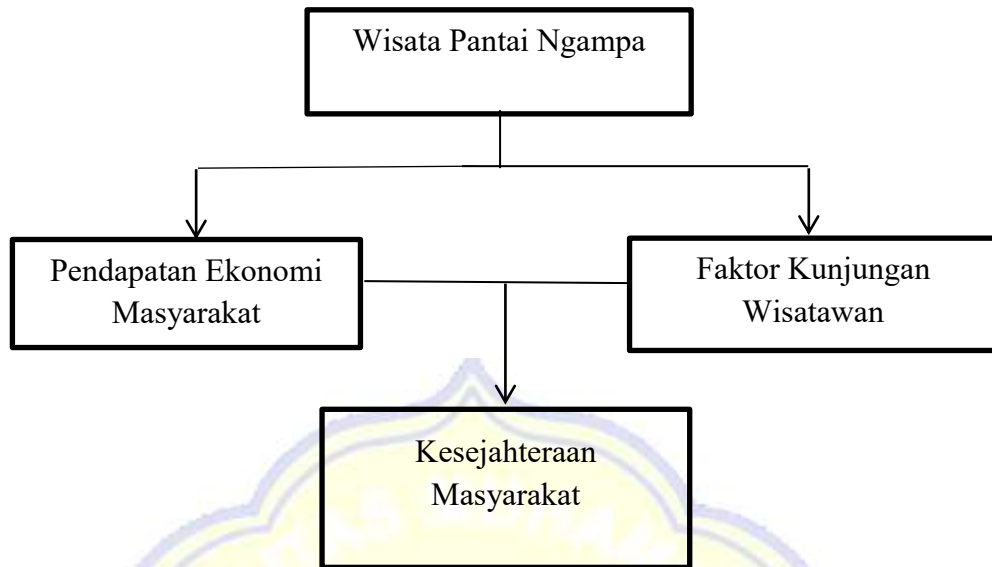 Wisata Pantai Ngampa
Pendapatan Ekonomi
Masyarakat
Faktor Kunjungan
Wisatawan
Kesejahteraan
Masyarakat